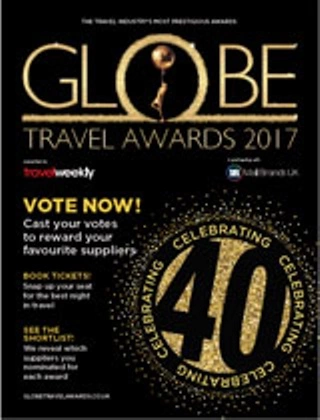 THE TRAVEL INDUSTRY'S MOST PRESTIGIOUS AWARDS
GLOBE
TRAVEL AWARDS 2017
travelweekly
VOTE NOW!
Cast your votes
to reward your
favourite suppliers
BOOK TICKETS!
Snap up your seat
for the best night
in travel
SEE THE
SHORTLIST!
We reveal which
suppliers you
nominated for
each award
GLOBETRAVELAWARDS.CO.UK
CELEBRATING
CELEBRATING
CELEBRATING
CELEBRATING
40